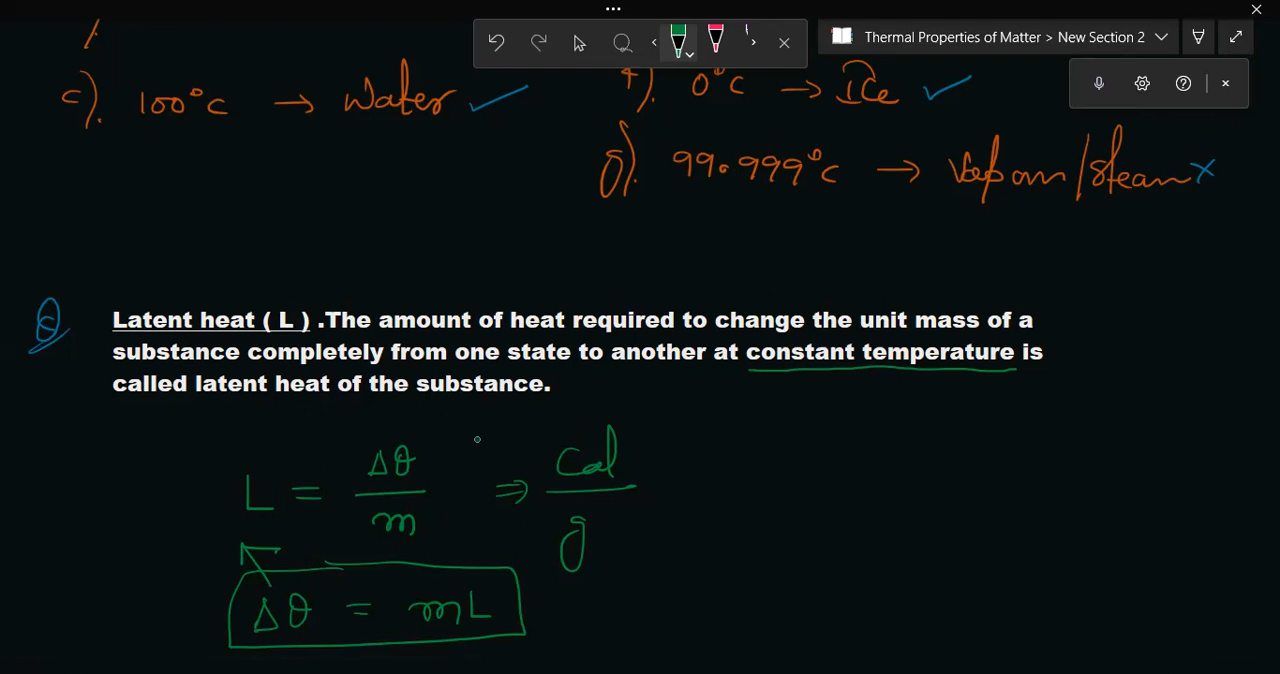 Thermal Properties of Matter > New Section 2
c). 100°C → Water ✓
f). 0°C → Ice ✓
g). 99.999°C → Vapour/steam ×
Q
Latent heat ( L ) .The amount of heat required to change the unit mass of a
substance completely from one state to another at constant temperature is
called latent heat of the substance.
L = Δθ/m ⇒ Cal/g
Δθ = mL